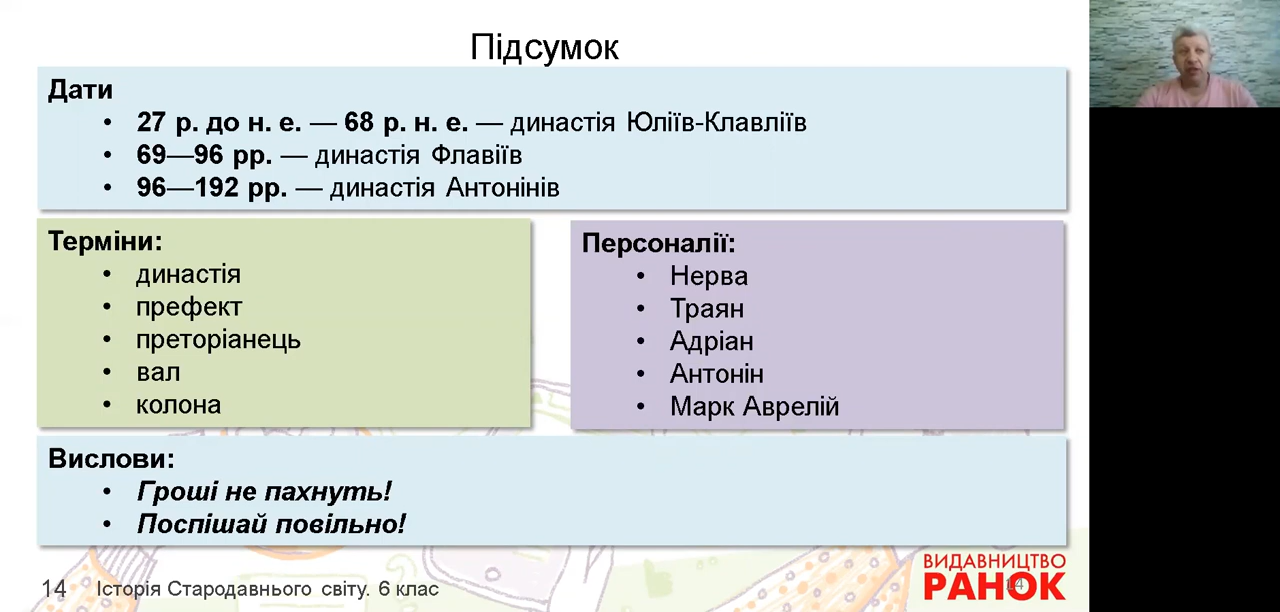 Підсумок
Дати
• 27 р. до н. е. — 68 р. н. е. — династія Юліїв-Клавліїв
• 69—96 рр. — династія Флавіїв
• 96—192 рр. — династія Антонінів
Терміни:
• династія
• префект
• преторіанець
• вал
• колона
Персоналії:
• Нерва
• Траян
• Адріан
• Антонін
• Марк Аврелій
Вислови:
• Гроші не пахнуть!
• Поспішай повільно!
14 Історія Стародавнього світу. 6 клас
ВИДАВНИЦТВО
РАНОК
14